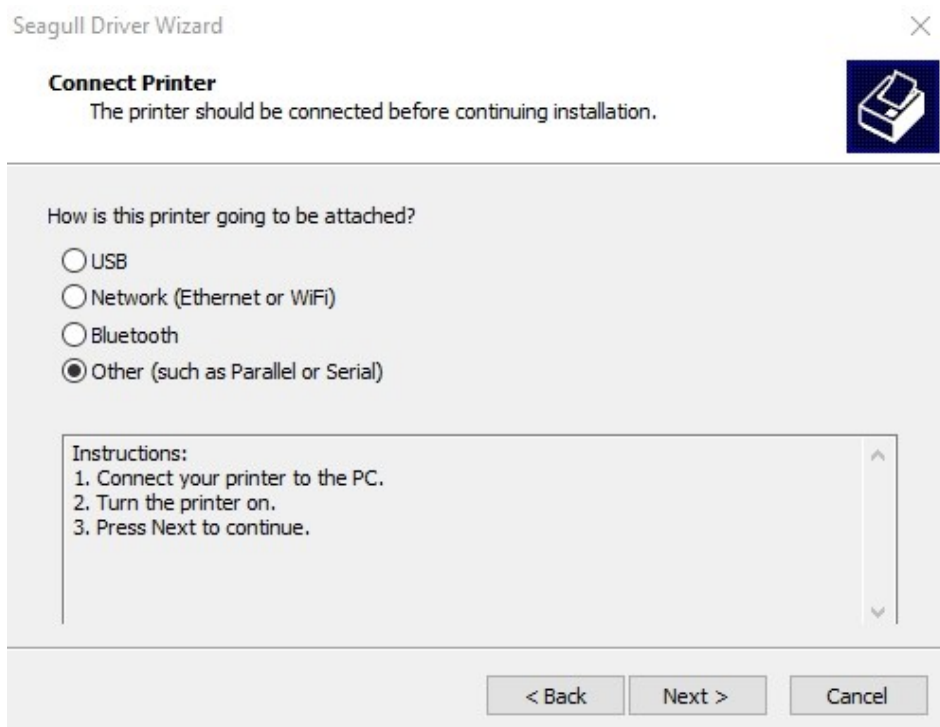 Seagull Driver Wizard
Connect Printer
The printer should be connected before continuing installation.
How is this printer going to be attached?
USB
Network (Ethernet or WiFi)
Bluetooth
Other (such as Parallel or Serial)
Instructions:
1. Connect your printer to the PC.
2. Turn the printer on.
3. Press Next to continue.
< Back Next > Cancel